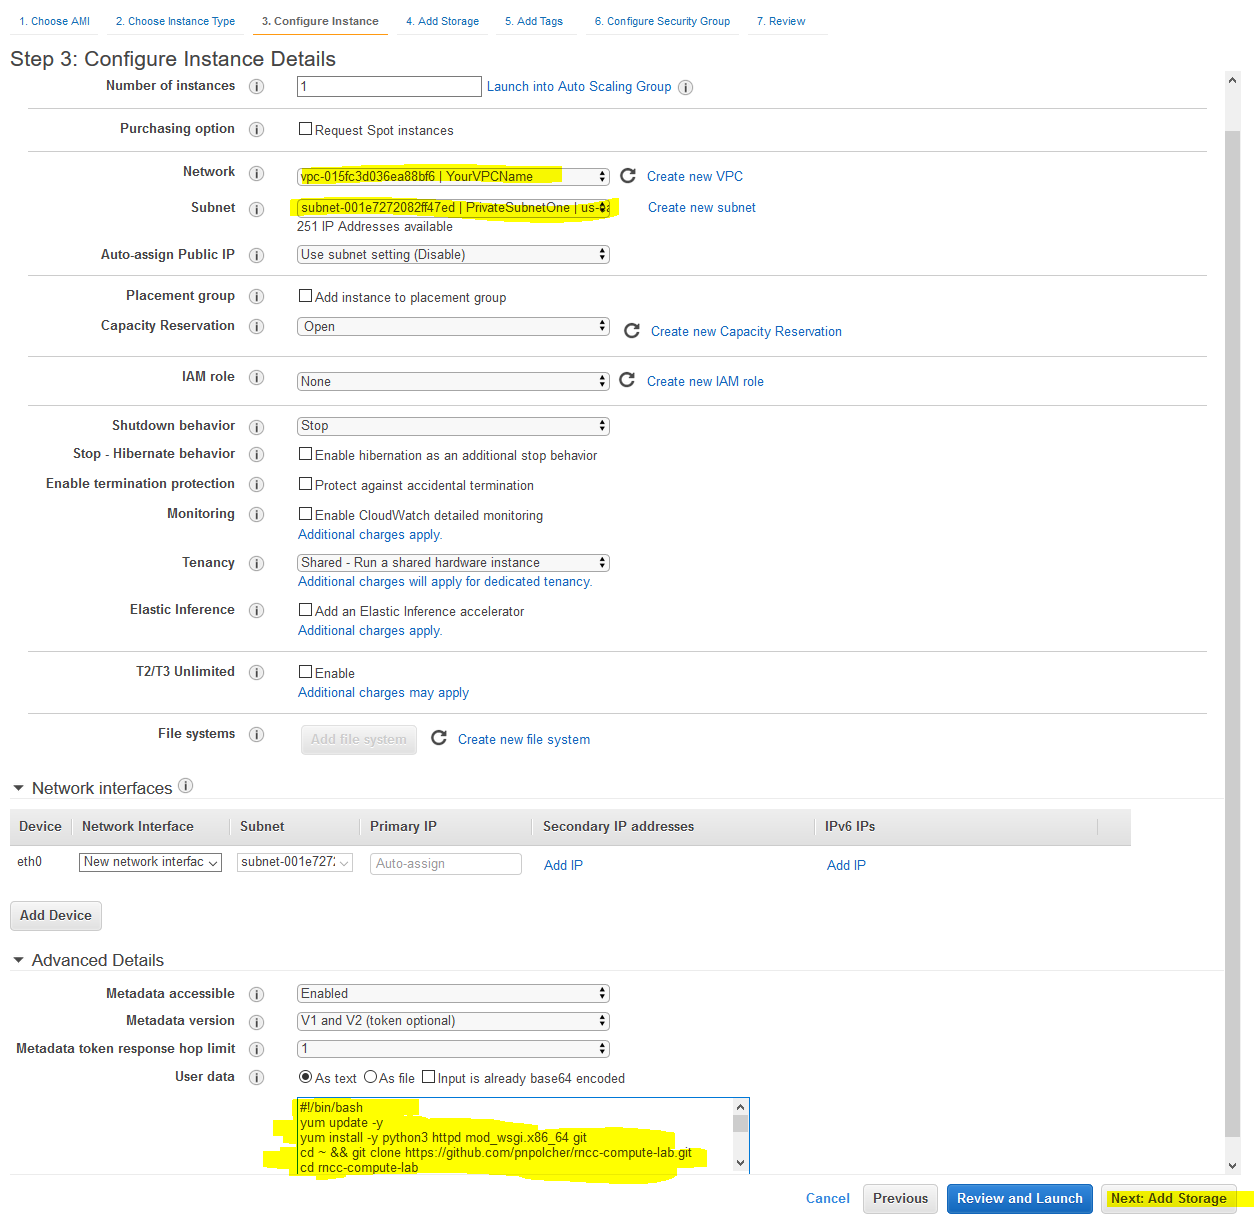 1. Choose AMI 2. Choose Instance Type 3. Configure Instance 4. Add Storage 5. Add Tags 6. Configure Security Group 7. Review
Step 3: Configure Instance Details
Number of instances 1 Launch into Auto Scaling Group
Purchasing option Request Spot instances
Network vpc-015fc3d036ea88bf6 | YourVPCName Create new VPC
Subnet subnet-001e7272082ff47ed | PrivateSubnetOne | us-ea Create new subnet
251 IP Addresses available
Auto-assign Public IP Use subnet setting (Disable)
Placement group Add instance to placement group
Capacity Reservation Open Create new Capacity Reservation
IAM role None Create new IAM role
Shutdown behavior Stop
Stop - Hibernate behavior Enable hibernation as an additional stop behavior
Enable termination protection Protect against accidental termination
Monitoring Enable CloudWatch detailed monitoring
Additional charges apply.
Tenancy Shared - Run a shared hardware instance
Additional charges will apply for dedicated tenancy.
Elastic Inference Add an Elastic Inference accelerator
Additional charges apply.
T2/T3 Unlimited Enable
Additional charges may apply
File systems Add file system Create new file system
Network interfaces
Device Network Interface Subnet Primary IP Secondary IP addresses IPv6 IPs
eth0 New network interfac subnet-001e727 Auto-assign Add IP Add IP
Add Device
Advanced Details
Metadata accessible Enabled
Metadata version V1 and V2 (token optional)
Metadata token response hop limit 1
User data As text As file Input is already base64 encoded
#!/bin/bash
yum update -y
yum install -y python3 httpd mod_wsgi.x86_64 git
cd ~ && git clone https://github.com/pnpolcher/rncc-compute-lab.git
cd rncc-compute-lab
Cancel Previous Review and Launch Next: Add Storage